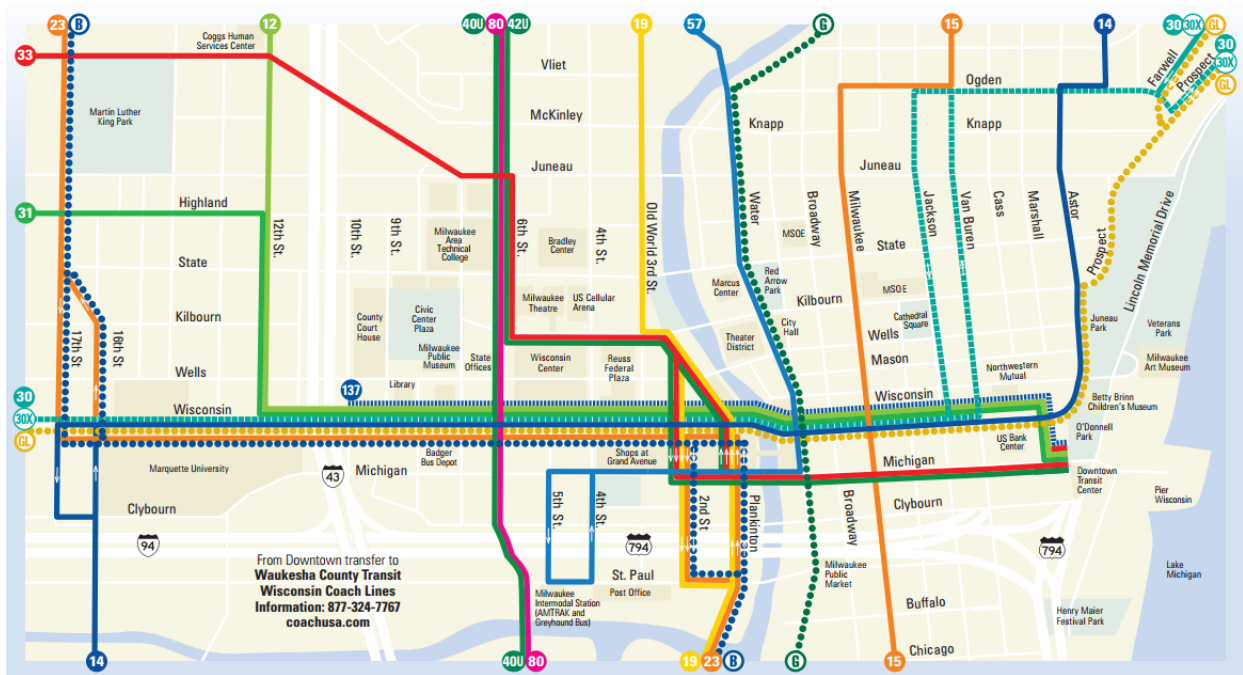 23
B
12
40U
80
42U
19
57
G
15
14
30
30X
GL
30
30X
GL
33
31
30
30X
GL
137
Coggs Human
Services Center
Vliet
McKinley
Juneau
Highland
State
Kilbourn
Wells
Wisconsin
Michigan
Clybourn
St. Paul
Ogden
Knapp
Knapp
Juneau
State
Kilbourn
Wells
Mason
Wisconsin
Michigan
Clybourn
Buffalo
Chicago
Farwell
Prospect
Prospect
Lincoln Memorial Drive
17th St
16th St
12th St.
10th St.
9th St.
6th St.
4th St.
Old World 3rd St.
5th St.
4th St.
2nd St
Plankinton
Water
Broadway
Milwaukee
Jackson
Van Buren
Cass
Marshall
Astor
Broadway
Martin Luther
King Park
Milwaukee
Area
Technical
College
Bradley
Center
MSOE
Marcus
Center
Red
Arrow
Park
MSOE
County
Court
House
Civic
Center
Plaza
Milwaukee
Public
Museum
State
Offices
Library
Milwaukee
Theatre
US Cellular
Arena
Wisconsin
Center
Reuss
Federal
Plaza
Theater
District
City
Hall
Cathedral
Square
Northwestern
Mutual
Juneau
Park
Veterans
Park
Milwaukee
Art Museum
Betty Brinn
Children's Museum
O'Donnell
Park
US Bank
Center
Downtown
Transit
Center
Pier
Wisconsin
Lake
Michigan
Henry Maier
Festival Park
Marquette University
Badger
Bus Depot
Shops at
Grand Avenue
43
94
794
794
Milwaukee
Intermodal Station
(AMTRAK and
Greyhound Bus)
Post Office
Milwaukee
Public
Market
From Downtown transfer to
Waukesha County Transit
Wisconsin Coach Lines
Information: 877-324-7767
coachusa.com
14
40U
80
19
23
B
G
15